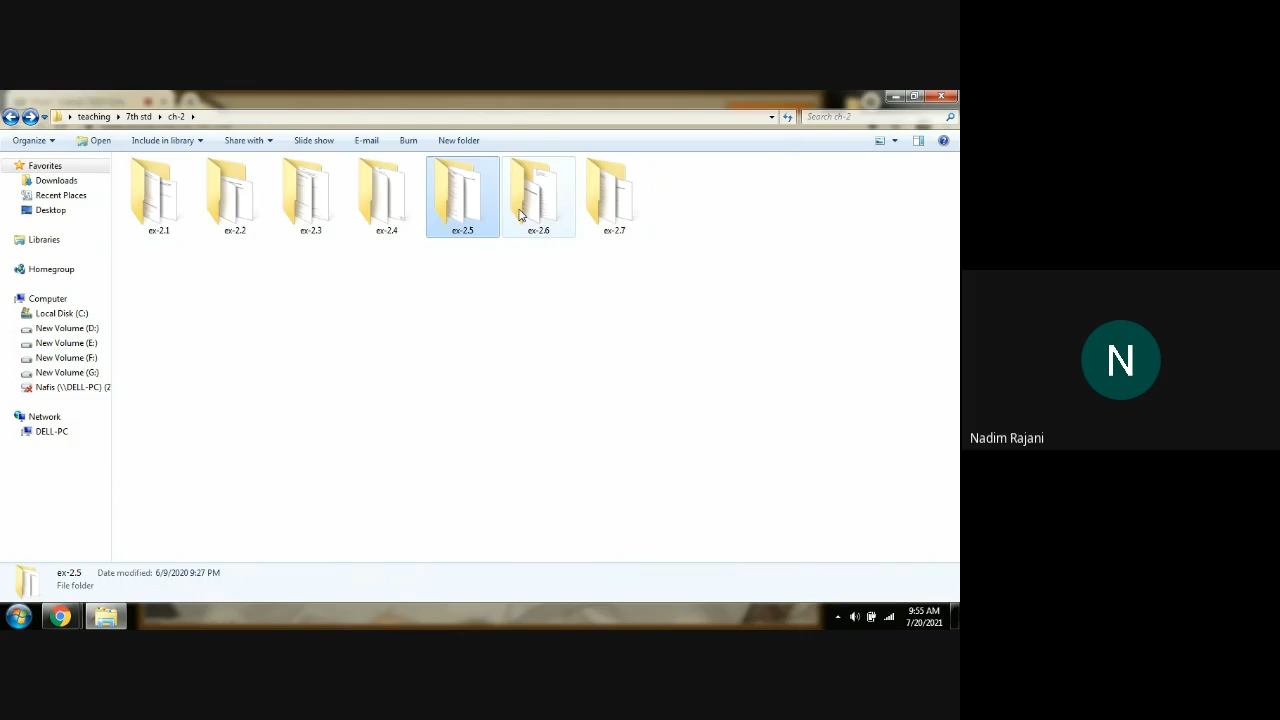 teaching 7th std ch-2
Search ch-2
Organize Open Include in library Share with Slide show E-mail Burn New folder
Favorites
Downloads
Recent Places
Desktop
Libraries
Homegroup
Computer
Local Disk (C:)
New Volume (D:)
New Volume (E:)
New Volume (F:)
New Volume (G:)
Nafis (\\DELL-PC) (Z
Network
DELL-PC
ex-2.1 ex-2.2 ex-2.3 ex-2.4 ex-2.5 ex-2.6 ex-2.7
ex-2.5 Date modified: 6/9/2020 9:27 PM
File folder
9:55 AM
7/20/2021
N
Nadim Rajani